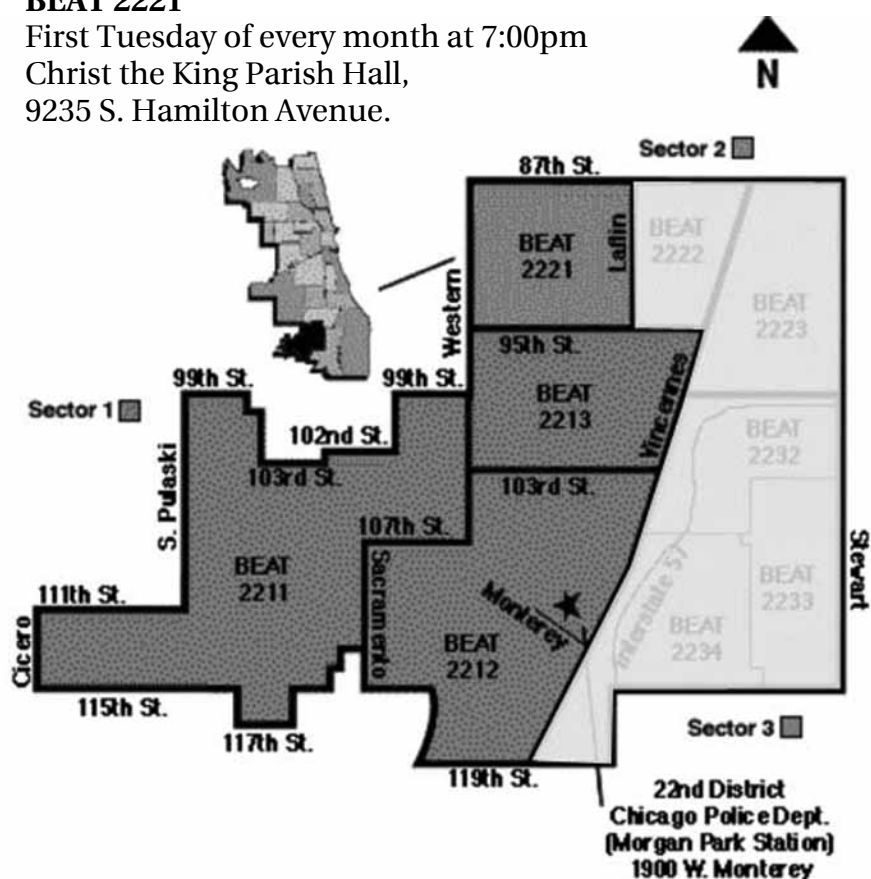 BEAT 2221
First Tuesday of every month at 7:00pm
Christ the King Parish Hall,
9235 S. Hamilton Avenue.
N
Sector 2
87th St.
BEAT
2221
Laflin
BEAT
2222
BEAT
2223
Western
95th St.
BEAT
2213
Vincennes
99th St.
99th St.
Sector 1
102nd St.
103rd St.
103rd St.
BEAT
2232
S. Pulaski
107th St.
BEAT
2211
Sacramento
Stewart
111th St.
Cicero
Monterey
BEAT
2212
Interstate 57
BEAT
2233
BEAT
2234
115th St.
117th St.
119th St.
Sector 3
22nd District
Chicago Police Dept.
(Morgan Park Station)
1900 W. Monterey